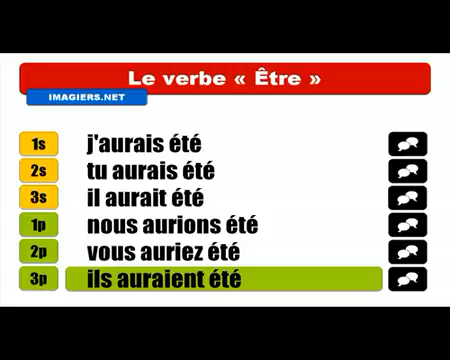 Le verbe « Être »
IMAGIERS.NET
1s j'aurais été
2s tu aurais été
3s il aurait été
1p nous aurions été
2p vous auriez été
3p ils auraient été